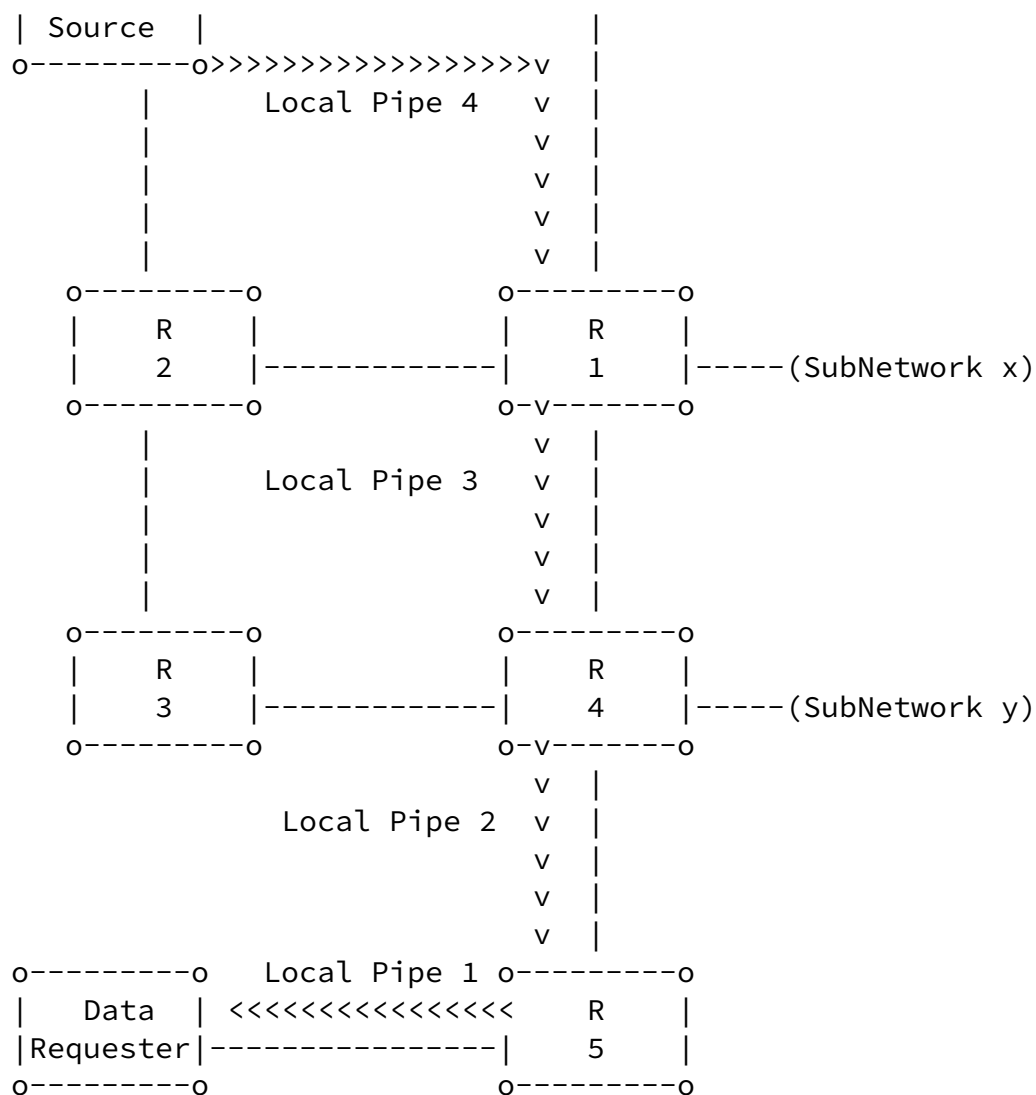 | Source  |                      |
o---------o>>>>>>>>>>>>>>>>>>v  |
       |      Local Pipe 4   v  |
       |                     v  |
       |                     v  |
       |                     v  |
       |                     v  |
   o---------o             o---------o
   |    R    |             |    R    |
   |    2    |-------------|    1    |-----(SubNetwork x)
   o---------o             o-v-------o
       |                     v  |
       |      Local Pipe 3   v  |
       |                     v  |
       |                     v  |
       |                     v  |
   o---------o             o---------o
   |    R    |             |    R    |
   |    3    |-------------|    4    |-----(SubNetwork y)
   o---------o             o-v-------o
                             v  |
               Local Pipe 2  v  |
                             v  |
                             v  |
                             v  |
o---------o   Local Pipe 1 o---------o
|   Data  | <<<<<<<<<<<<<<<<    R    |
|Requester|----------------|    5    |
o---------o                o---------o